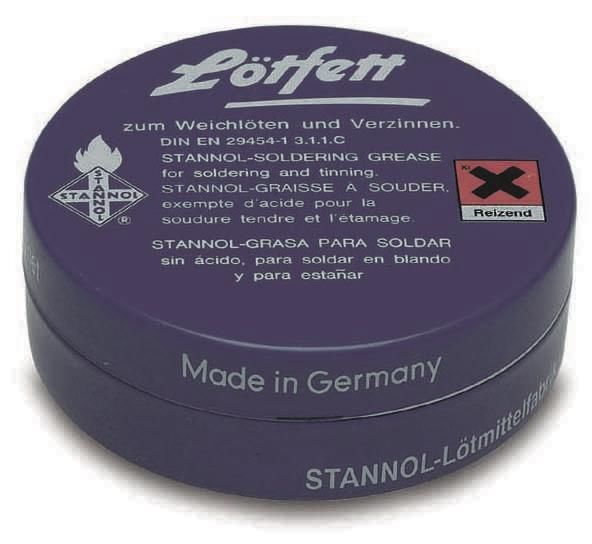 Lötfett
zum Weichlöten und Verzinnen.
DIN EN 29454-1 3.1.1.C
STANNOL-SOLDERING GREASE
for soldering and tinning.
STANNOL-GRAISSE A SOUDER,
exempte d'acide pour la
soudure tendre et l'étamage.
STANNOL
STANNOL
®
Xi
Reizend
STANNOL-GRASA PARA SOLDAR
sin ácido, para soldar en blando
y para estañar
Made in Germany
STANNOL-Lötmittelfabrik